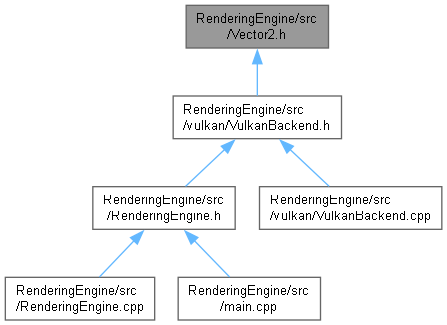 RenderingEngine/src
/Vector2.h
RenderingEngine/src
/vulkan/VulkanBackend.h
RenderingEngine/src
/RenderingEngine.h
RenderingEngine/src
/vulkan/VulkanBackend.cpp
RenderingEngine/src
/RenderingEngine.cpp
RenderingEngine/src
/main.cpp